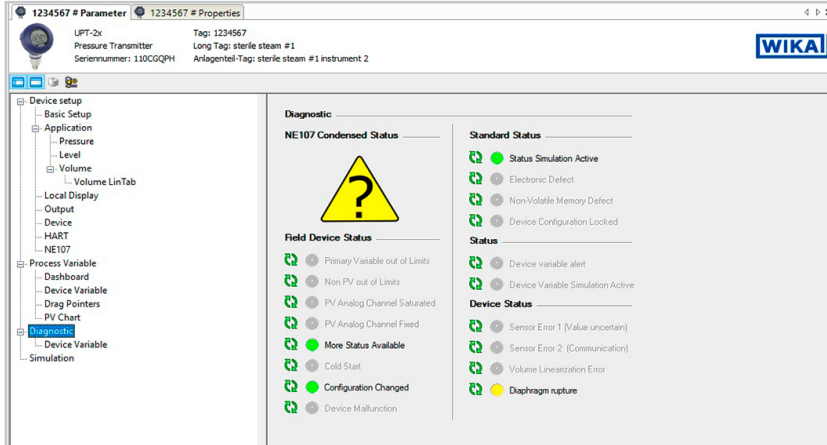 1234567 # Parameter
1234567 # Properties
UPT-2x
Tag: 1234567
Pressure Transmitter
Long Tag: sterile steam #1
Seriennummer: 110CGQPH
Anlagenteil-Tag: sterile steam #1 instrument 2
WIKAI
Device setup
Basic Setup
Application
Pressure
Level
Volume
Volume LinTab
Local Display
Output
Device
HART
NE107
Process Variable
Dashboard
Device Variable
Drag Pointers
PV Chart
Diagnostic
Device Variable
Simulation
Diagnostic
NE107 Condensed Status
?
Field Device Status
Primary Variable out of Limits
Non PV out of Limits
PV Analog Channel Saturated
PV Analog Channel Fixed
More Status Available
Cold Start
Configuration Changed
Device Malfunction
Standard Status
Status Simulation Active
Electronic Defect
Non-Volatile Memory Defect
Device Configuration Locked
Status
Device variable alert
Device Variable Simulation Active
Device Status
Sensor Error 1 (Value uncertain)
Sensor Error 2 (Communication)
Volume Linearization Error
Diaphragm rupture